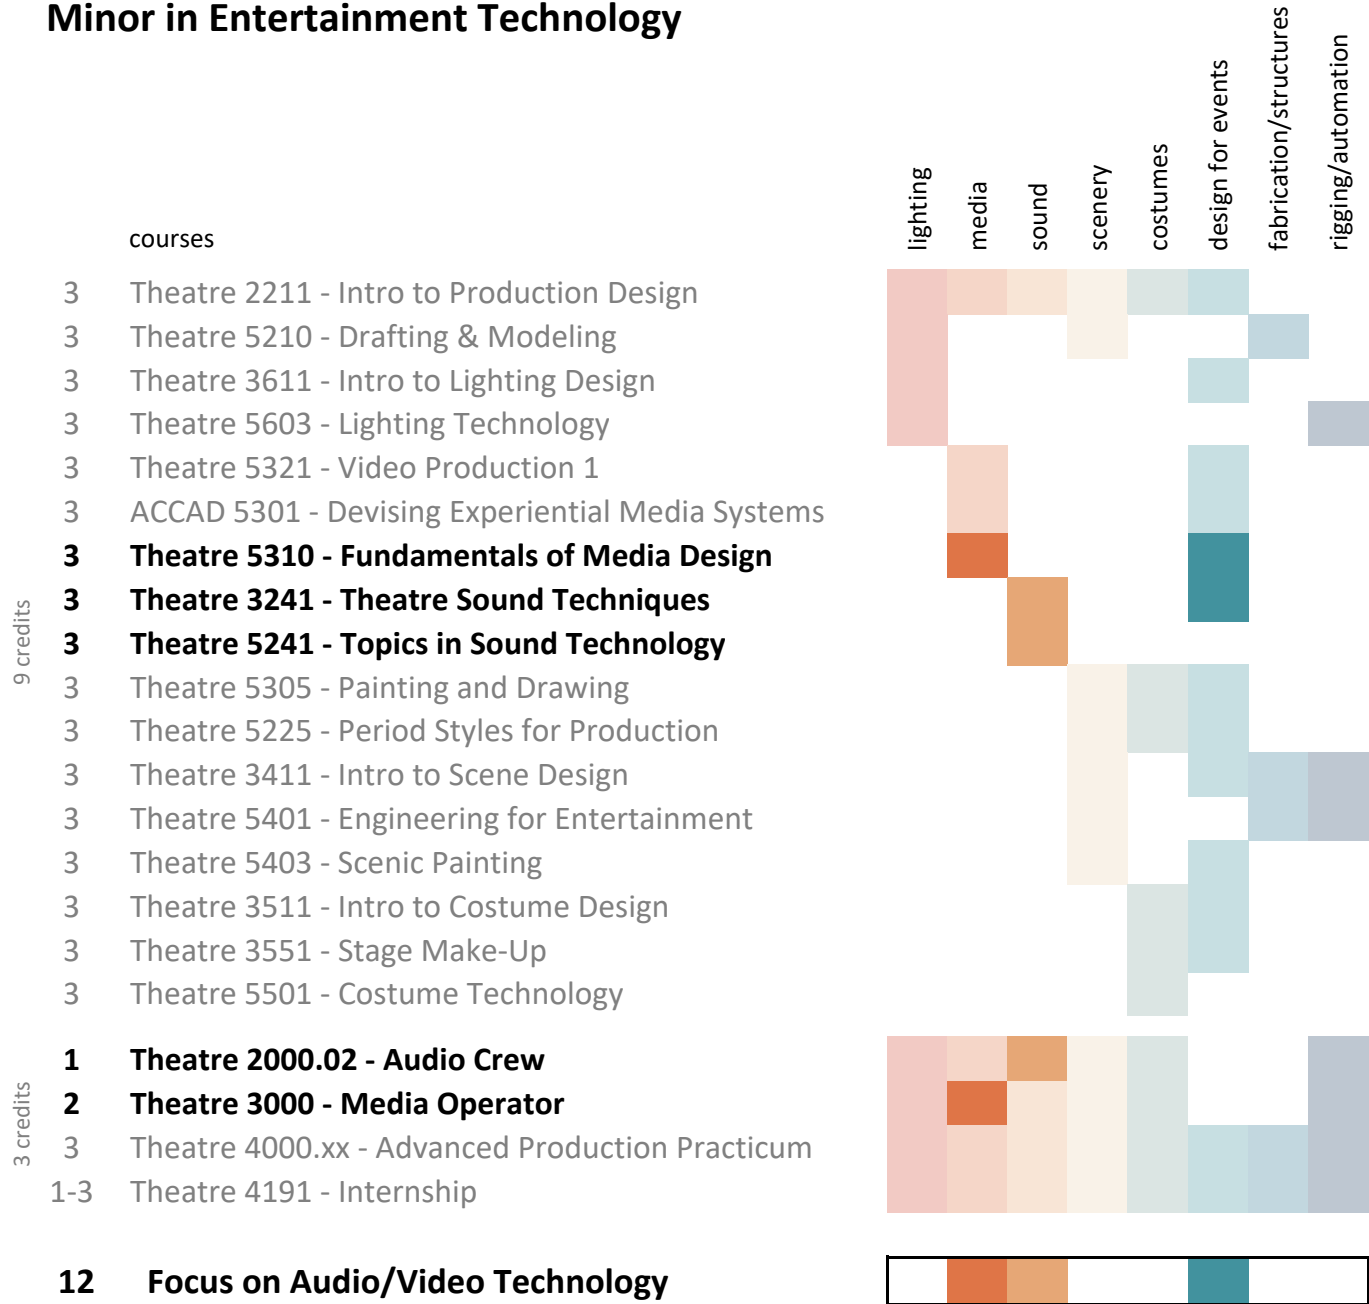 Minor in Entertainment Technology
lighting
media
sound
scenery
costumes
design for events
fabrication/structures
rigging/automation
courses
3 Theatre 2211 - Intro to Production Design
3 Theatre 5210 - Drafting & Modeling
3 Theatre 3611 - Intro to Lighting Design
3 Theatre 5603 - Lighting Technology
3 Theatre 5321 - Video Production 1
3 ACCAD 5301 - Devising Experiential Media Systems
3 Theatre 5310 - Fundamentals of Media Design
3 Theatre 3241 - Theatre Sound Techniques
9 credits
3 Theatre 5241 - Topics in Sound Technology
3 Theatre 5305 - Painting and Drawing
3 Theatre 5225 - Period Styles for Production
3 Theatre 3411 - Intro to Scene Design
3 Theatre 5401 - Engineering for Entertainment
3 Theatre 5403 - Scenic Painting
3 Theatre 3511 - Intro to Costume Design
3 Theatre 3551 - Stage Make-Up
3 Theatre 5501 - Costume Technology
1 Theatre 2000.02 - Audio Crew
3 credits
2 Theatre 3000 - Media Operator
3 Theatre 4000.xx - Advanced Production Practicum
1-3 Theatre 4191 - Internship
12 Focus on Audio/Video Technology